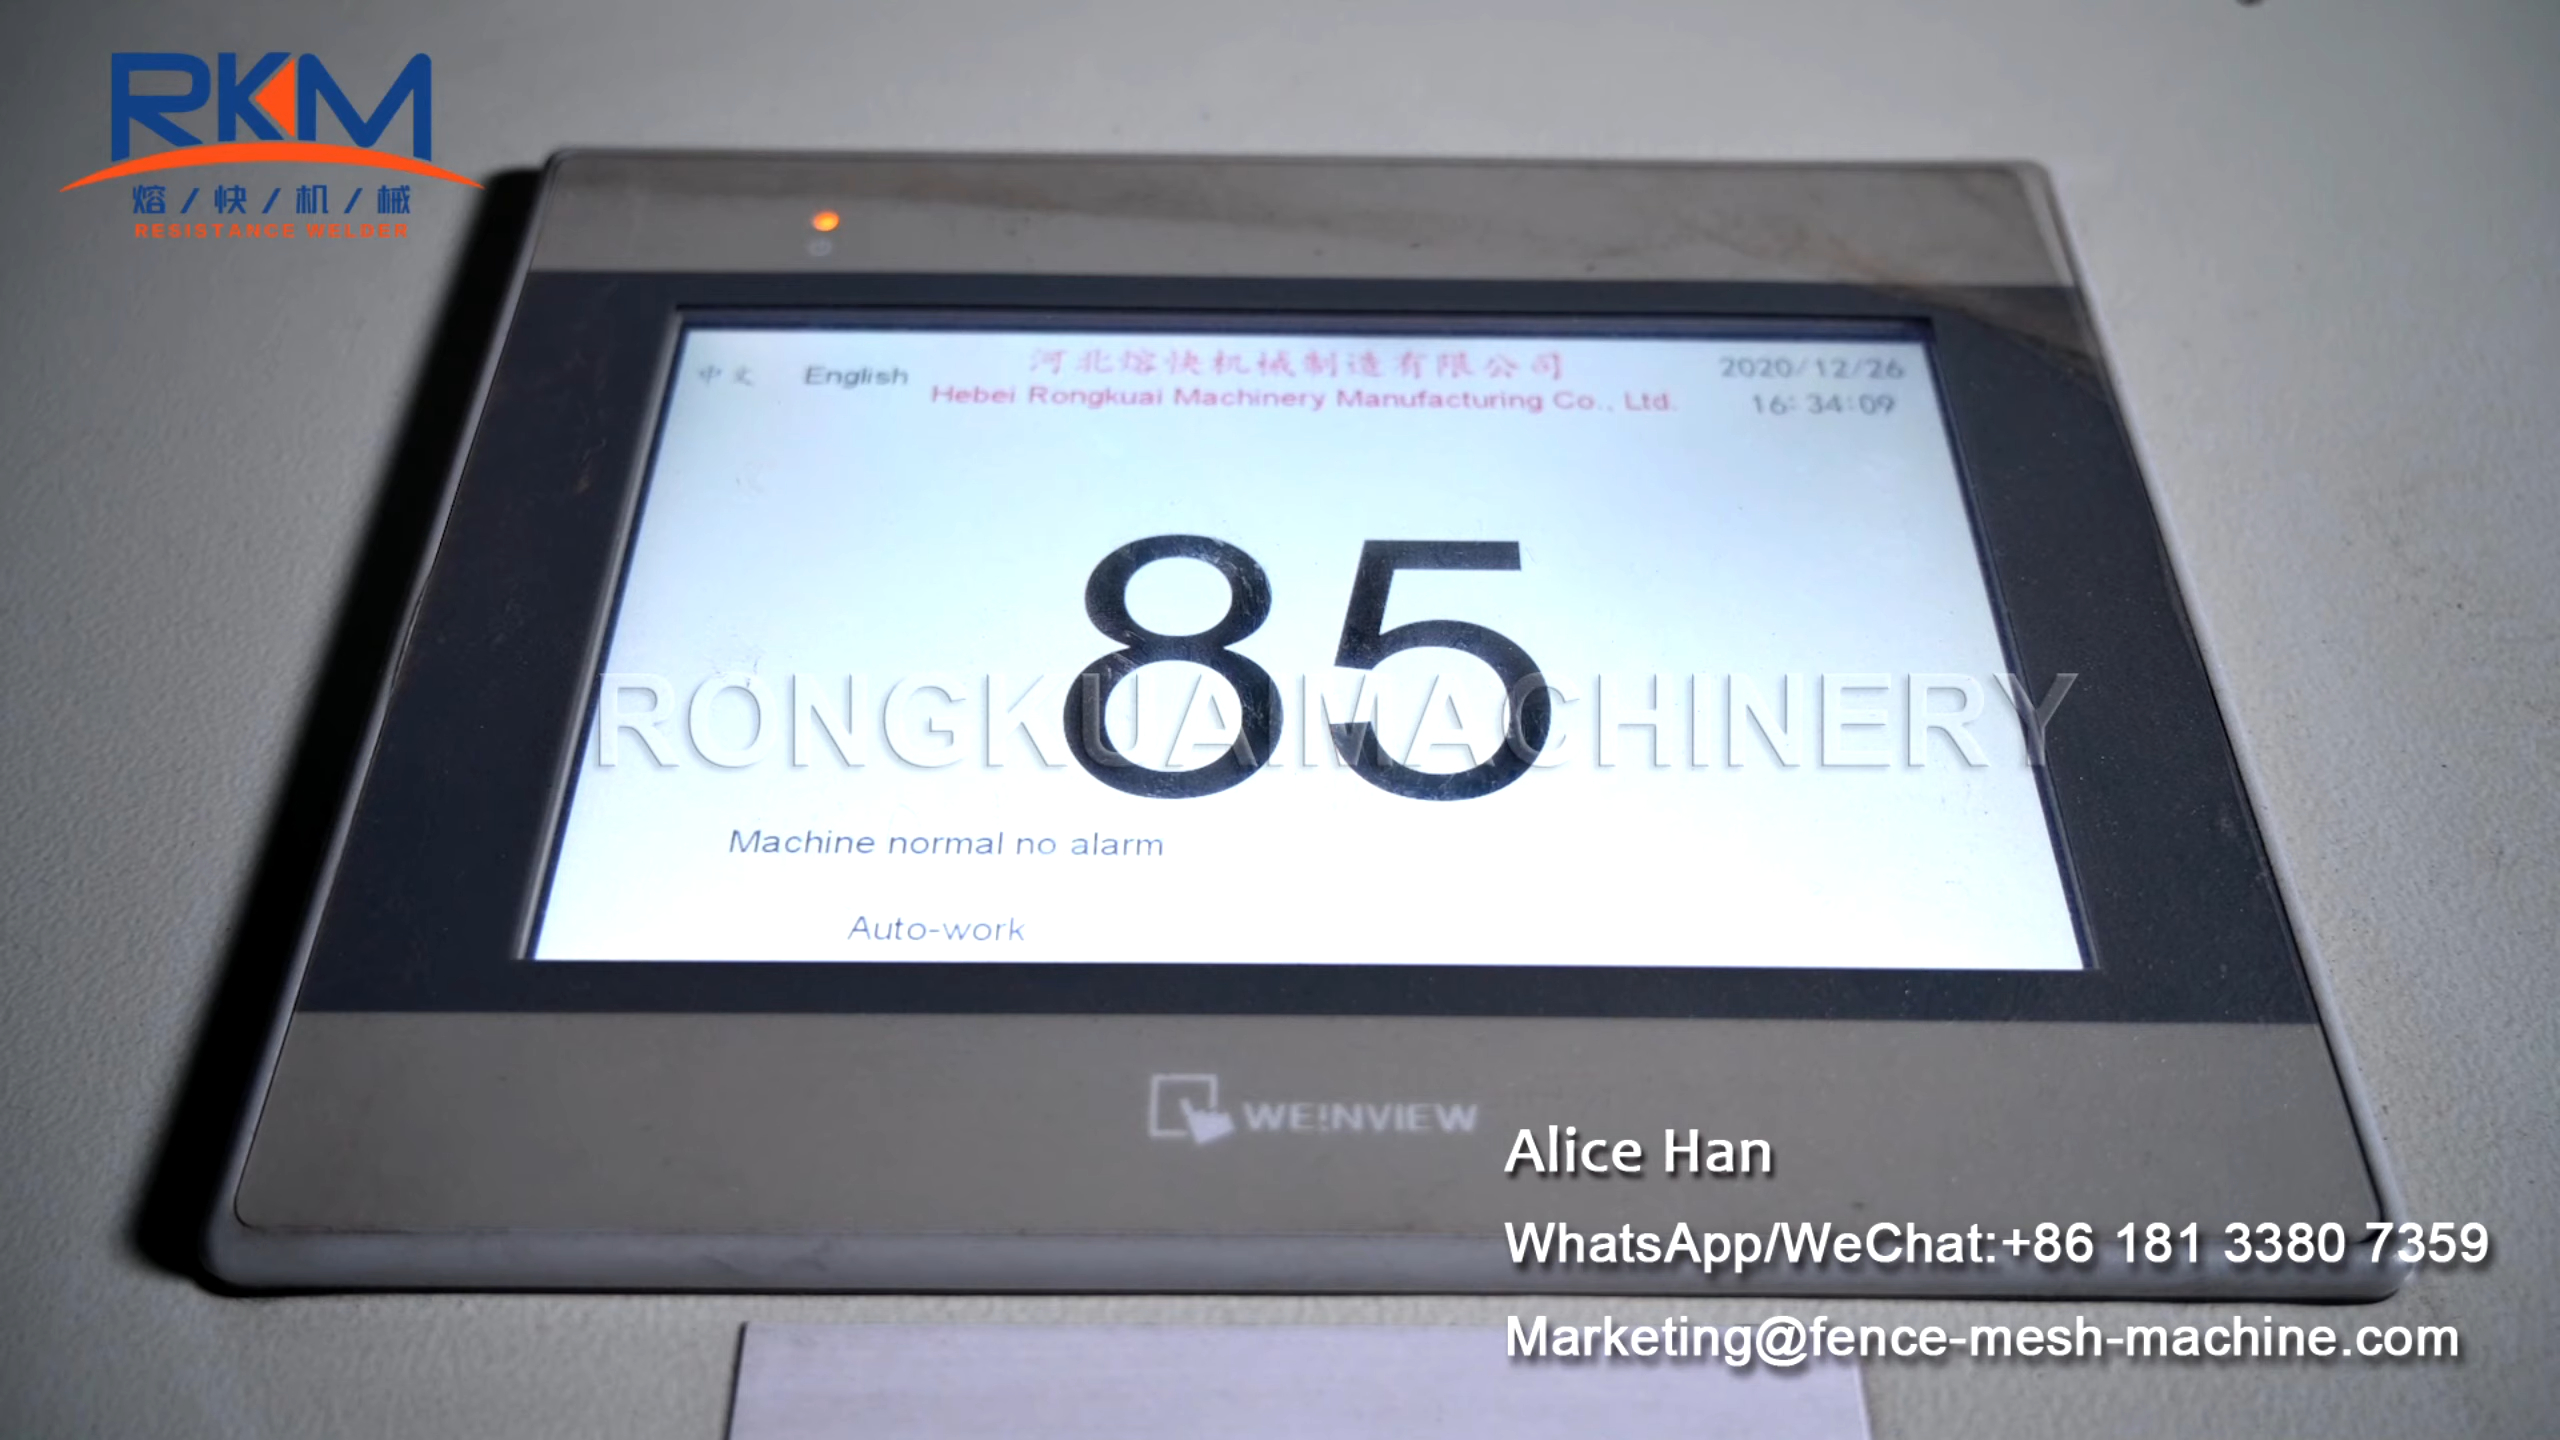 RKM
熔/快/机/械
RESISTANCE WELDER
中文 English
河北熔快机械制造有限公司
Hebei Rongkuai Machinery Manufacturing Co., Ltd.
2020/12/26
16:34:09
85
RONGKUAIMACHINERY
Machine normal no alarm
Auto-work
WEINVIEW
Alice Han
WhatsApp/WeChat:+86 181 3380 7359
Marketing@fence-mesh-machine.com